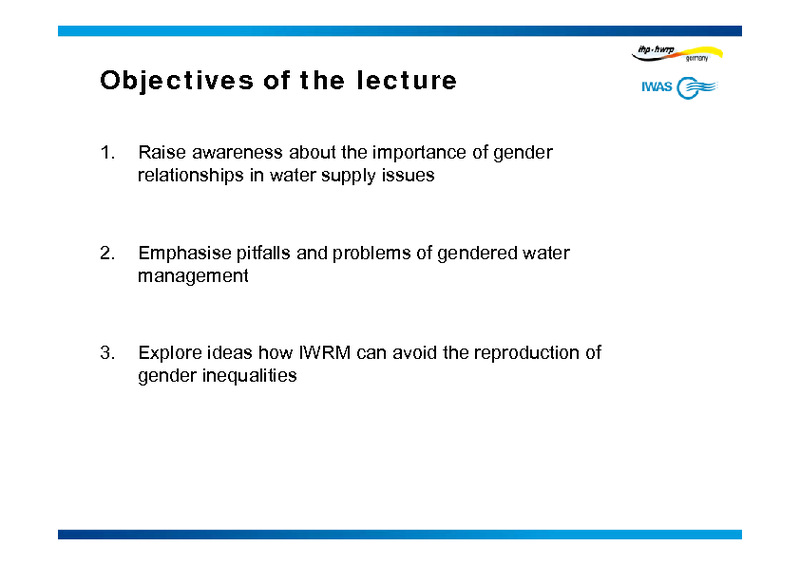 ihp·hwrp
germany
Objectives of the lecture
IWAS
1. Raise awareness about the importance of gender
relationships in water supply issues
2. Emphasise pitfalls and problems of gendered water
management
3. Explore ideas how IWRM can avoid the reproduction of
gender inequalities